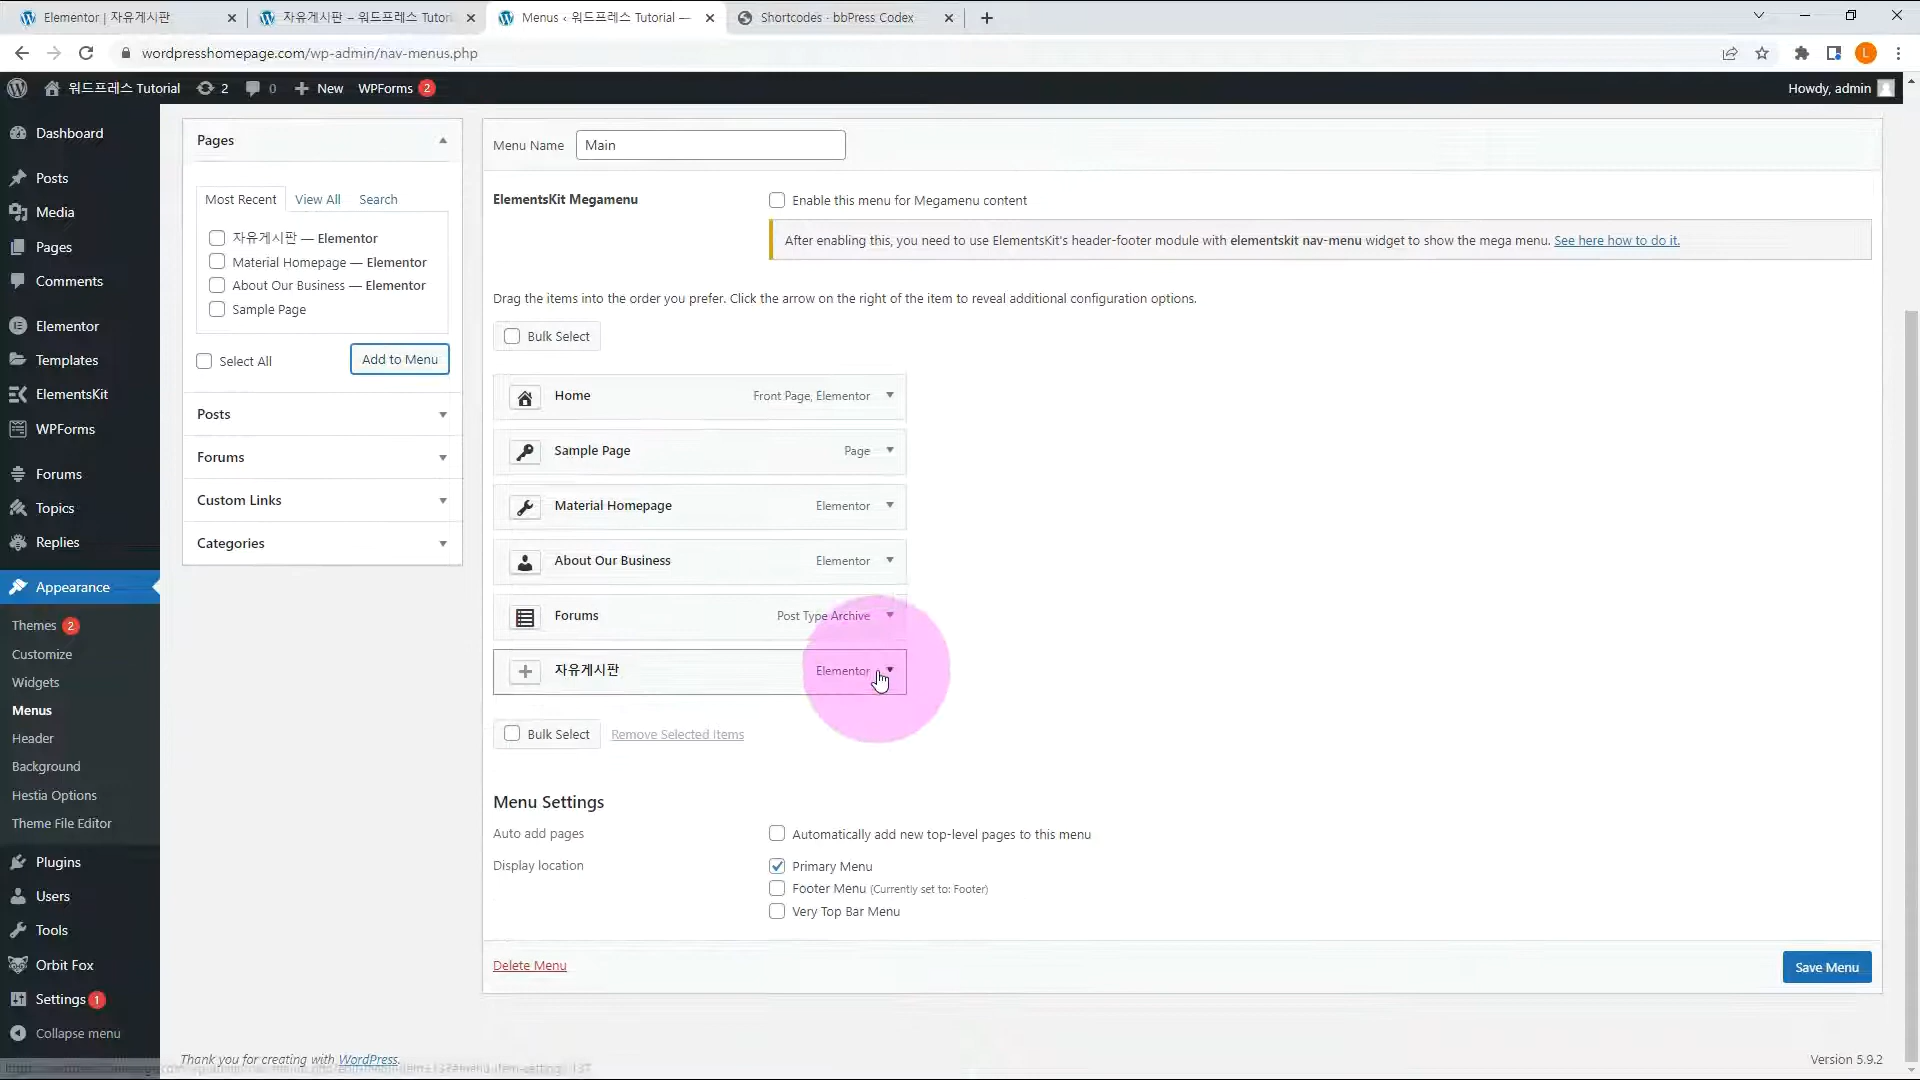 Elementor | 자유게시판
자유게시판 – 워드프레스 Tutori
Menus ‹ 워드프레스 Tutorial —
Shortcodes · bbPress Codex
wordpresshomepage.com/wp-admin/nav-menus.php
L
워드프레스 Tutorial
2
0
New
WPForms 2
Howdy, admin
Dashboard
Posts
Media
Pages
Comments
Elementor
Templates
ElementsKit
WPForms
Forums
Topics
Replies
Appearance
Themes 2
Customize
Widgets
Menus
Header
Background
Hestia Options
Theme File Editor
Plugins
Users
Tools
Orbit Fox
Settings 1
Collapse menu
Pages
Most Recent View All Search
자유게시판 — Elementor
Material Homepage — Elementor
About Our Business — Elementor
Sample Page
Select All
Add to Menu
Posts
Forums
Custom Links
Categories
Menu Name Main
ElementsKit Megamenu
Enable this menu for Megamenu content
After enabling this, you need to use ElementsKit's header-footer module with elementskit nav-menu widget to show the mega menu. See here how to do it.
Drag the items into the order you prefer. Click the arrow on the right of the item to reveal additional configuration options.
Bulk Select
Home Front Page, Elementor
Sample Page Page
Material Homepage Elementor
About Our Business Elementor
Forums Post Type Archive
자유게시판 Elementor
Bulk Select Remove Selected Items
Menu Settings
Auto add pages
Automatically add new top-level pages to this menu
Display location
Primary Menu
Footer Menu (Currently set to: Footer)
Very Top Bar Menu
Delete Menu
Save Menu
Thank you for creating with WordPress.
Version 5.9.2